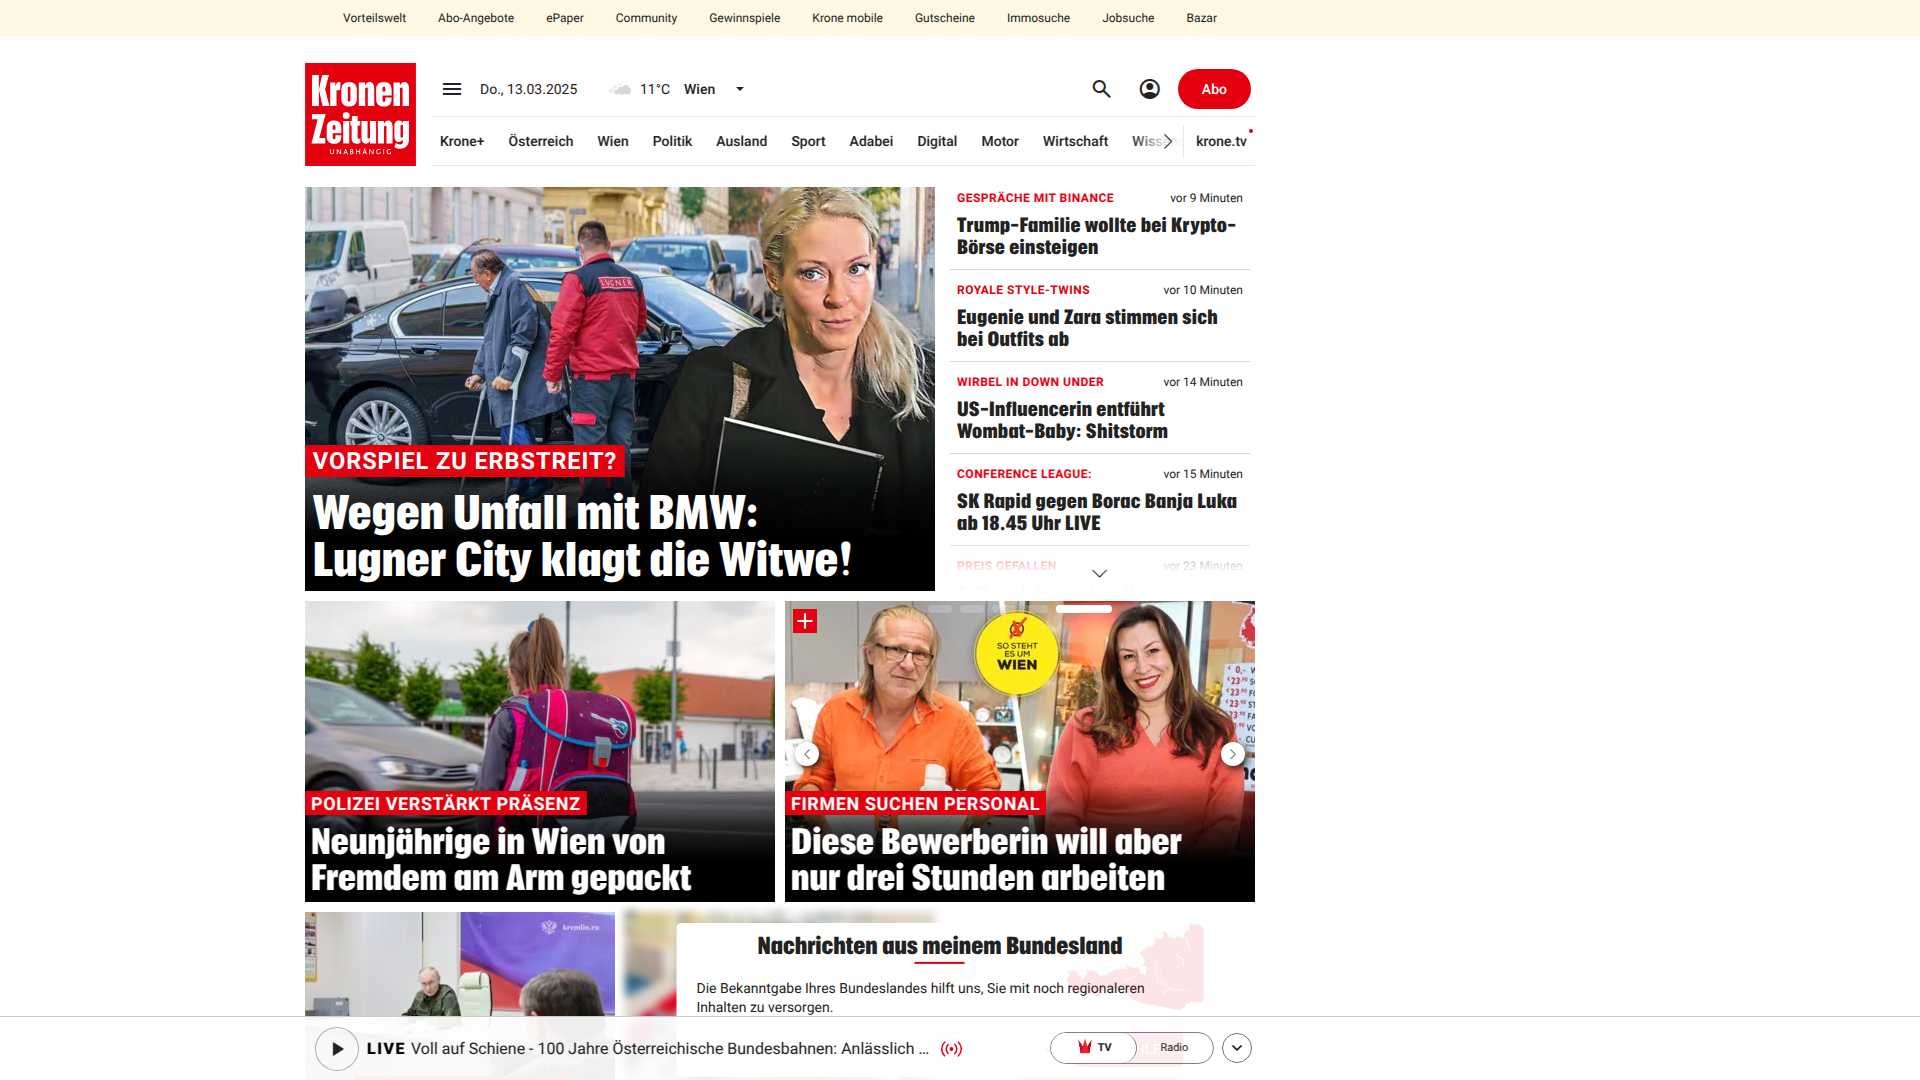 Vorteilswelt Abo-Angebote ePaper Community Gewinnspiele Krone mobile Gutscheine Immosuche Jobsuche Bazar
Kronen
Zeitung
UNABHÄNGIG
Do., 13.03.2025 11°C Wien
Abo
Krone+ Österreich Wien Politik Ausland Sport Adabei Digital Motor Wirtschaft krone.tv
LUGNER
VORSPIEL ZU ERBSTREIT?
Wegen Unfall mit BMW:
Lugner City klagt die Witwe!
GESPRÄCHE MIT BINANCE vor 9 Minuten
Trump-Familie wollte bei Krypto-
Börse einsteigen
ROYALE STYLE-TWINS vor 10 Minuten
Eugenie und Zara stimmen sich
bei Outfits ab
WIRBEL IN DOWN UNDER vor 14 Minuten
US-Influencerin entführt
Wombat-Baby: Shitstorm
CONFERENCE LEAGUE: vor 15 Minuten
SK Rapid gegen Borac Banja Luka
ab 18.45 Uhr LIVE
PREIS GEFALLEN vor 23 Minuten
POLIZEI VERSTÄRKT PRÄSENZ
Neunjährige in Wien von
Fremdem am Arm gepackt
SO STEHT
ES UM
WIEN
FIRMEN SUCHEN PERSONAL
Diese Bewerberin will aber
nur drei Stunden arbeiten
kremlin.ru
Nachrichten aus meinem Bundesland
Die Bekanntgabe Ihres Bundeslandes hilft uns, Sie mit noch regionaleren
Inhalten zu versorgen.
LIVE Voll auf Schiene - 100 Jahre Österreichische Bundesbahnen: Anlässlich ...
TV Radio